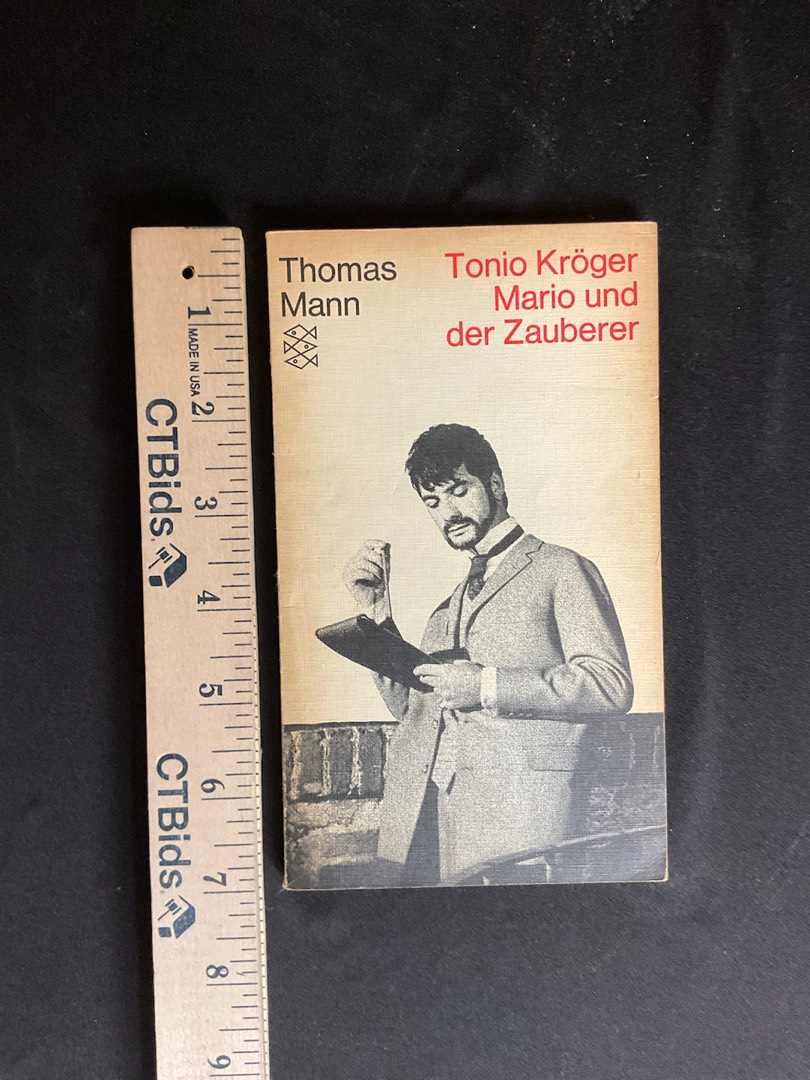 Thomas
Mann
Tonio Kröger
Mario und
der Zauberer
1
MADE IN USA
2
CTBids
3
4
5
6
CTBids
7
8
9